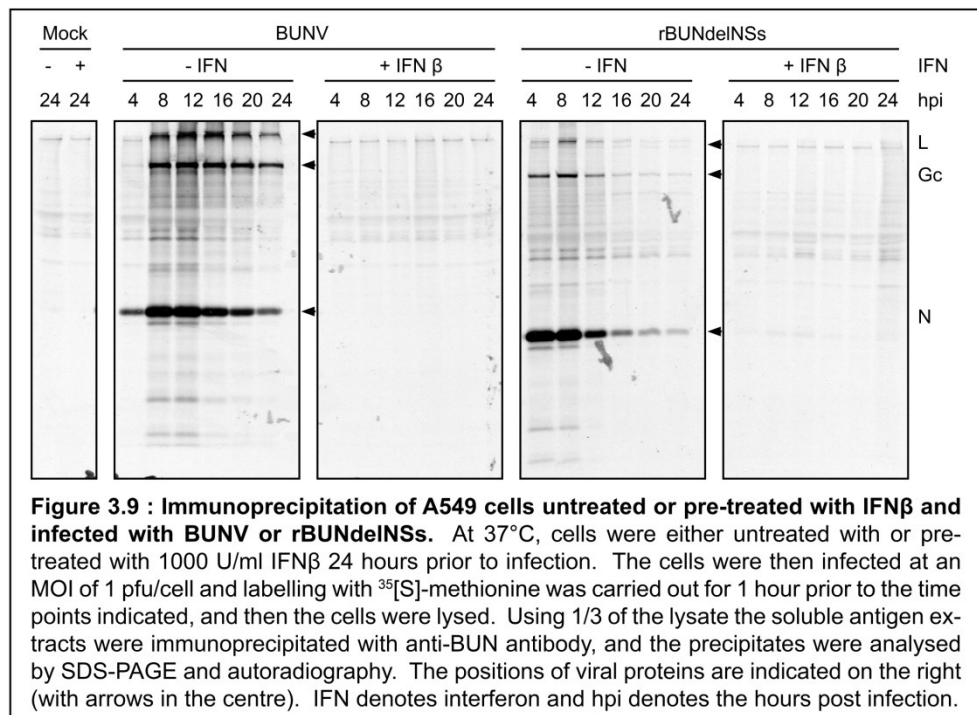 Mock BUNV rBUNdelNSs
- + - IFN + IFN β - IFN + IFN β IFN
24 24 4 8 12 16 20 24 4 8 12 16 20 24 4 8 12 16 20 24 4 8 12 16 20 24 hpi
L
Gc
N
Figure 3.9 : Immunoprecipitation of A549 cells untreated or pre-treated with IFNβ and
infected with BUNV or rBUNdelNSs. At 37°C, cells were either untreated with or pre-
treated with 1000 U/ml IFNβ 24 hours prior to infection. The cells were then infected at an
MOI of 1 pfu/cell and labelling with ³⁵[S]-methionine was carried out for 1 hour prior to the time
points indicated, and then the cells were lysed. Using 1/3 of the lysate the soluble antigen ex-
tracts were immunoprecipitated with anti-BUN antibody, and the precipitates were analysed
by SDS-PAGE and autoradiography. The positions of viral proteins are indicated on the right
(with arrows in the centre). IFN denotes interferon and hpi denotes the hours post infection.